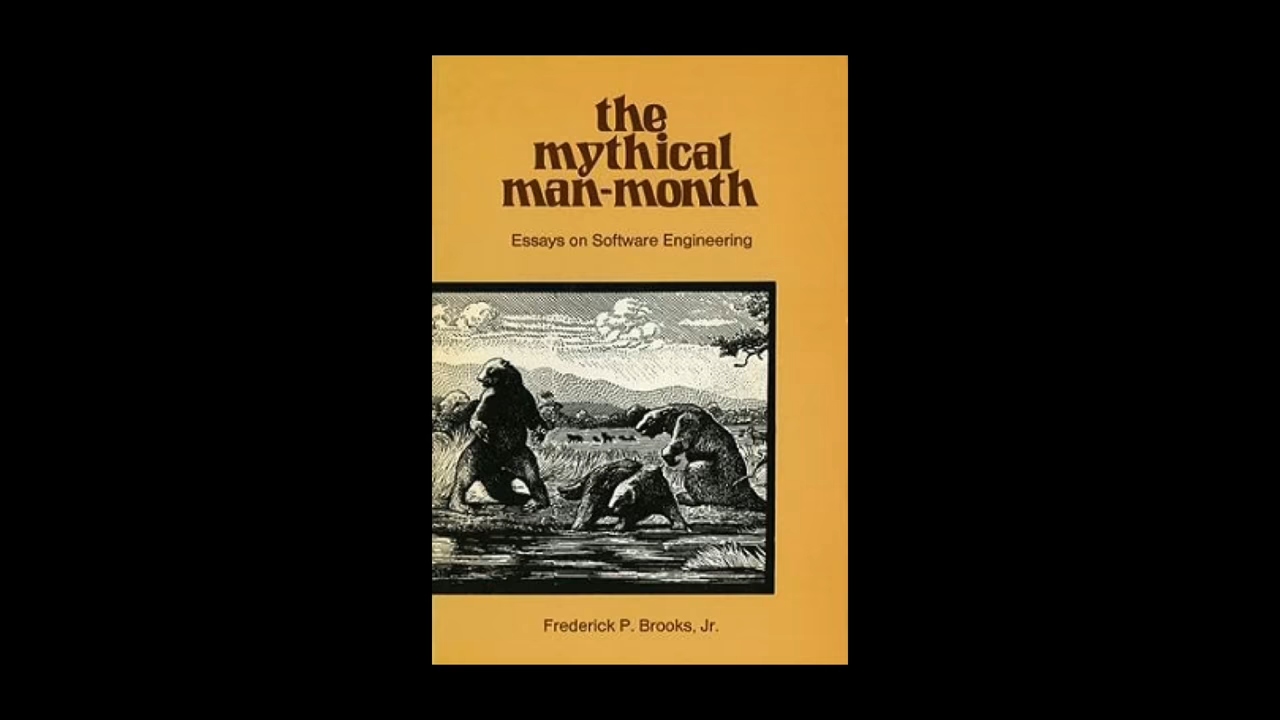 the
mythical
man-month
Essays on Software Engineering
Frederick P. Brooks, Jr.